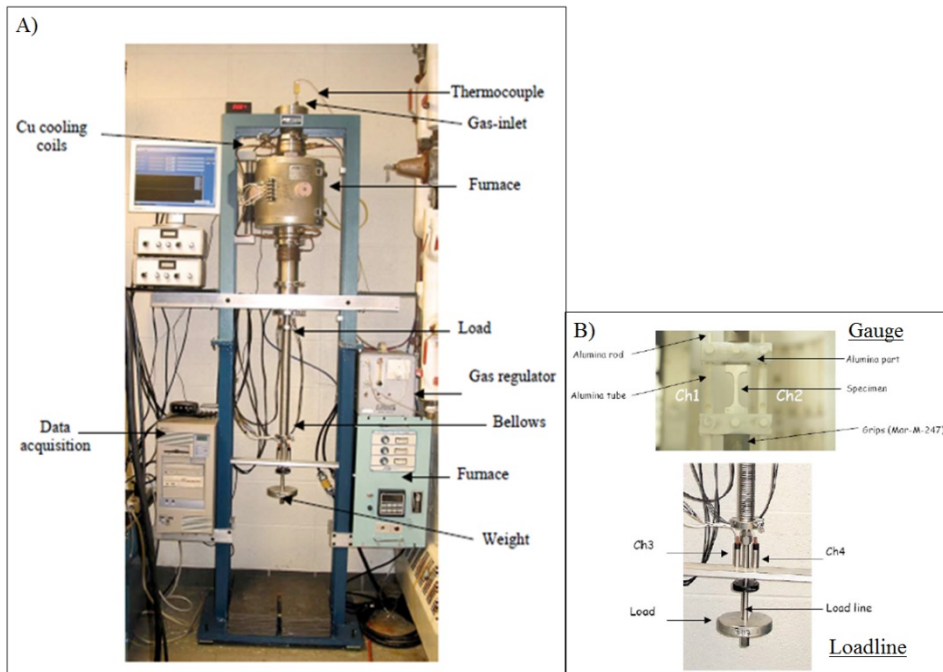 A)
Thermocouple
Gas-inlet
Cu cooling
coils
Furnace
Load
Gas regulator
Bellows
Data
acquisition
Furnace
Weight
B)
Gauge
Alumina rod
Alumina part
Alumina tube
Ch1
Ch2
Specimen
Grips (Mar-M-247)
Ch3
Ch4
Load
Load line
Loadline